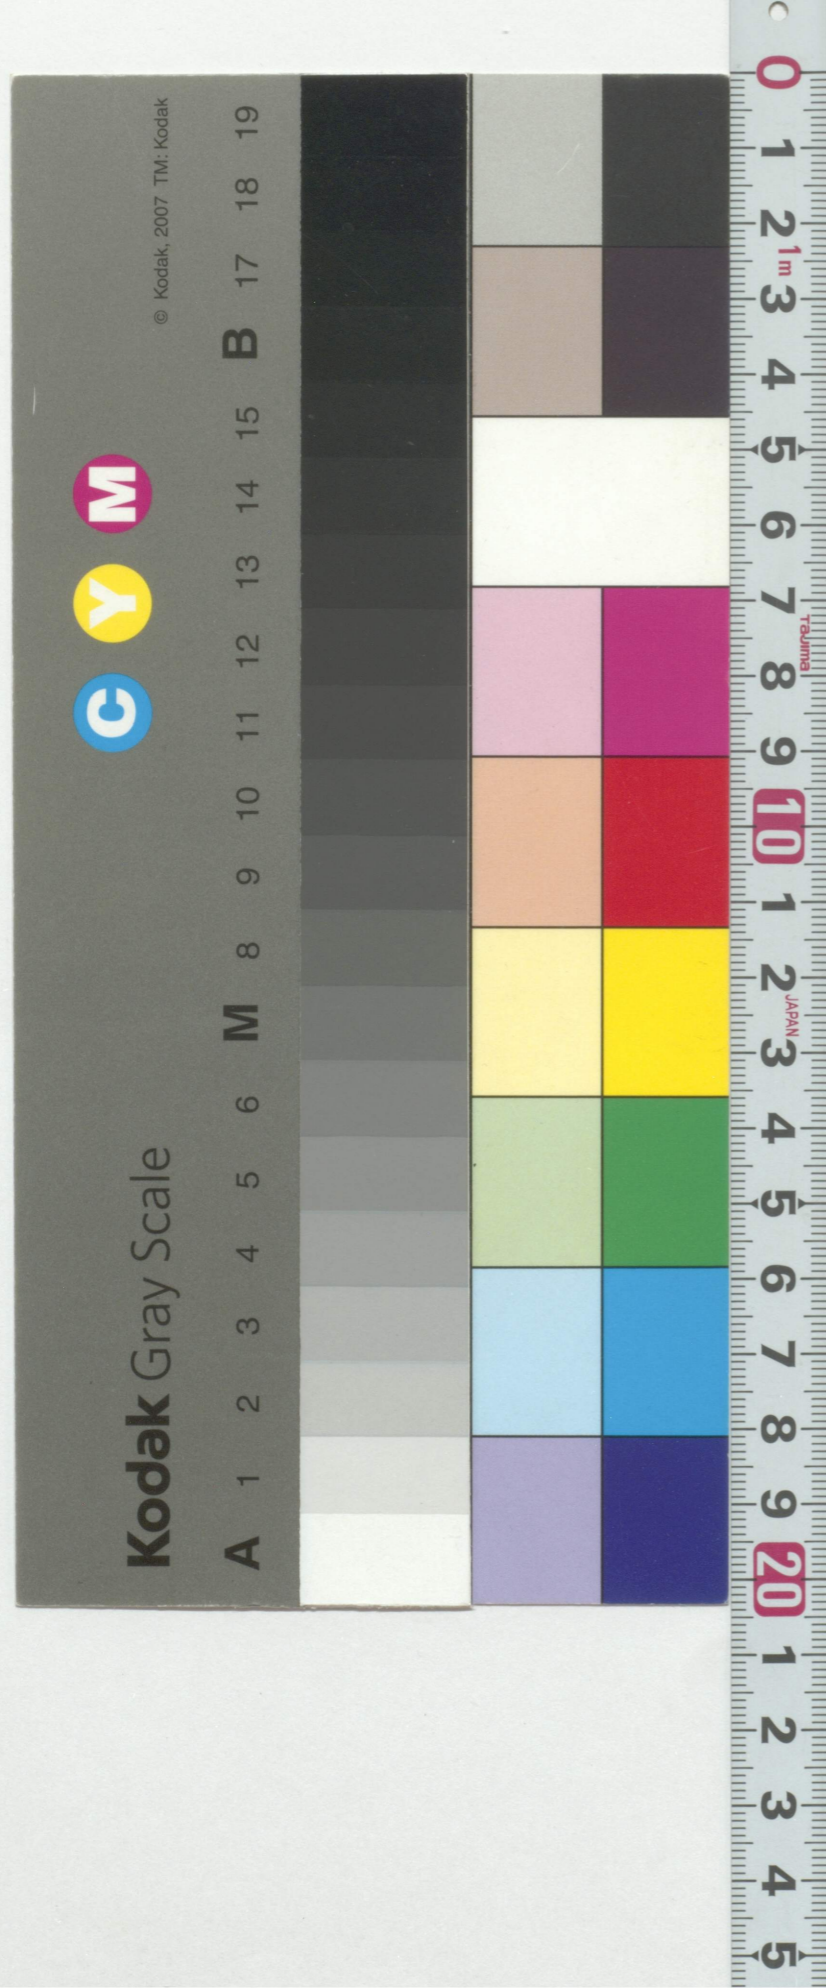 Kodak Gray Scale
C Y M
© Kodak, 2007 TM: Kodak
A 1 2 3 4 5 6 M 8 9 10 11 12 13 14 15 B 17 18 19
0 1 2 3 4 5 6 7 8 9 10 1 2 3 4 5 6 7 8 9 20 1 2 3 4 5
1m
Tajima
JAPAN